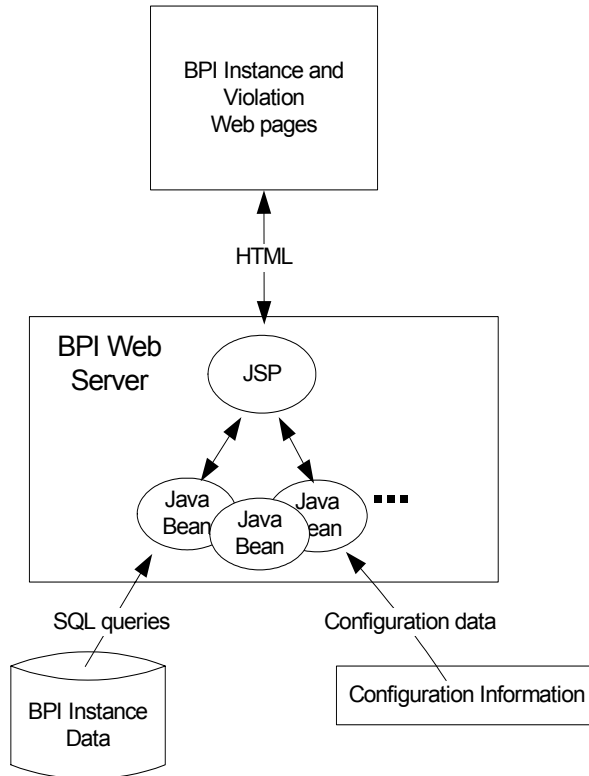 BPI Instance and
Violation
Web pages
HTML
BPI Web
Server
JSP
Java
Bean
Java
Bean
Java
ean
SQL queries
Configuration data
BPI Instance
Data
Configuration Information